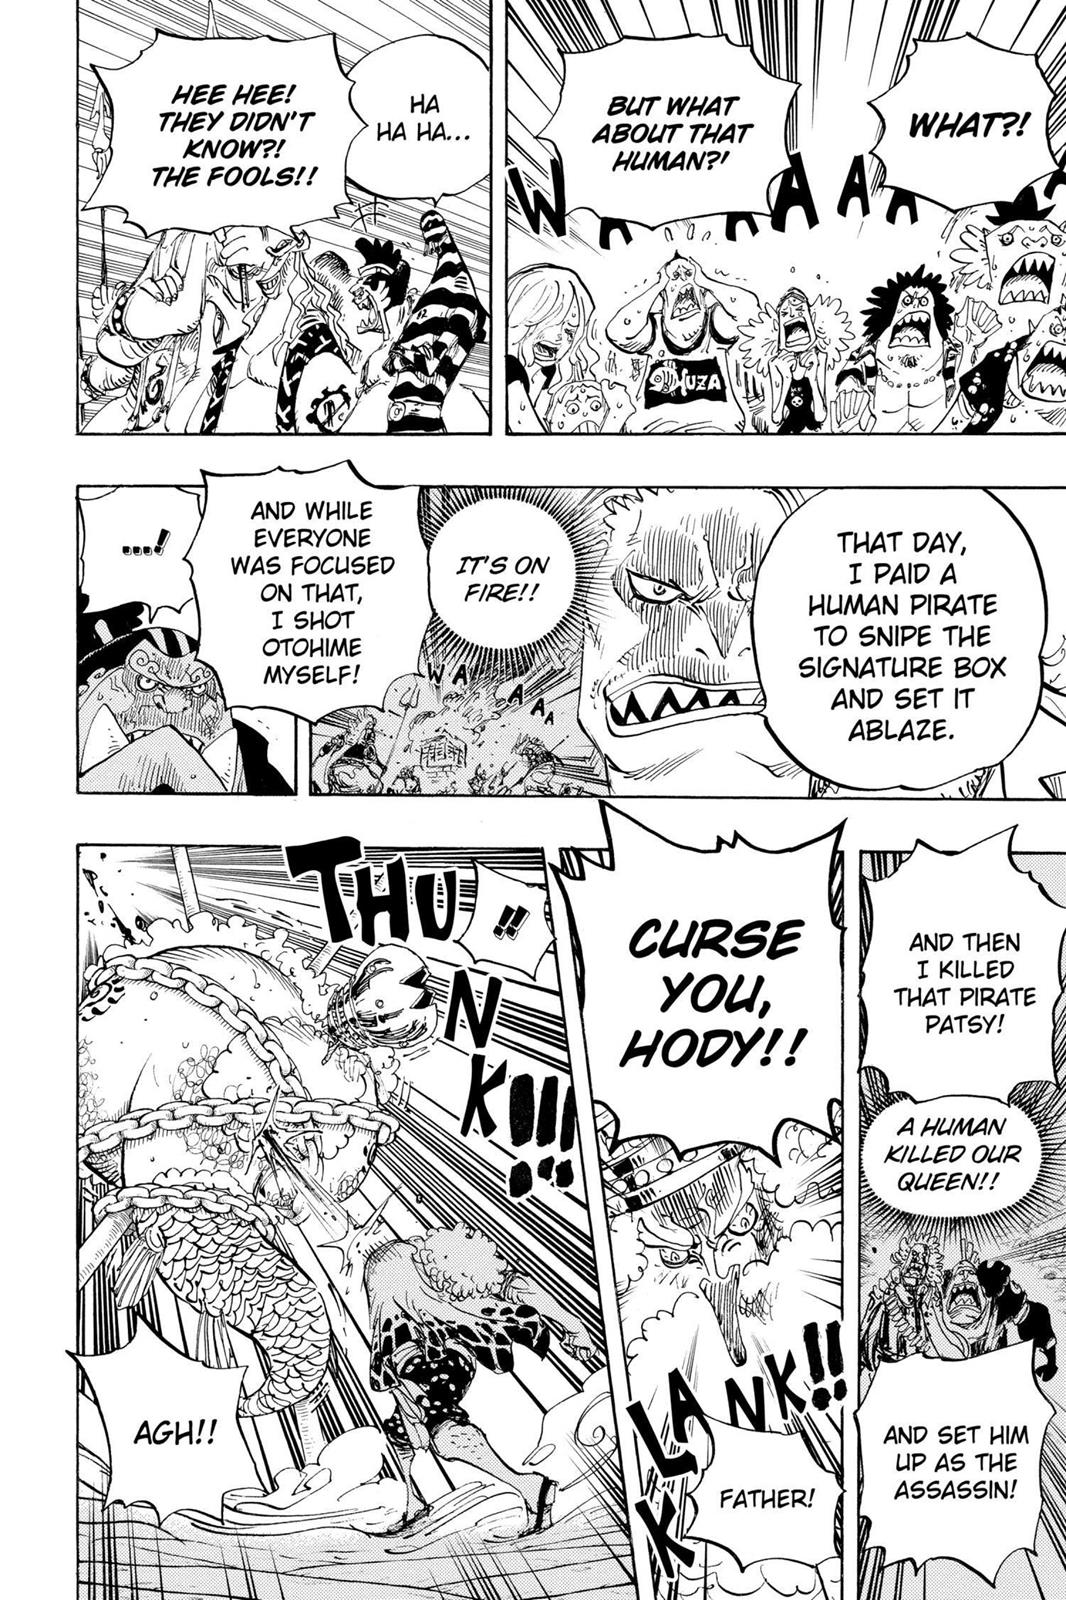 WHAT?!
BUT WHAT
ABOUT THAT
HUMAN?!
WAAAAAA
NUZA
HA
HA HA...
HEE HEE!
THEY DIDN'T
KNOW?!
THE FOOLS!!
THAT DAY,
I PAID A
HUMAN PIRATE
TO SNIPE THE
SIGNATURE BOX
AND SET IT
ABLAZE.
IT'S ON
FIRE!!
WAAAA
AND WHILE
EVERYONE
WAS FOCUSED
ON THAT,
I SHOT
OTOHIME
MYSELF!
....!
AND THEN
I KILLED
THAT PIRATE
PATSY!
A HUMAN
KILLED OUR
QUEEN!!
AND SET HIM
UP AS THE
ASSASSIN!
CURSE
YOU,
HODY!!
KLANK!!
FATHER!
!!
THUNK!!!
AGH!!